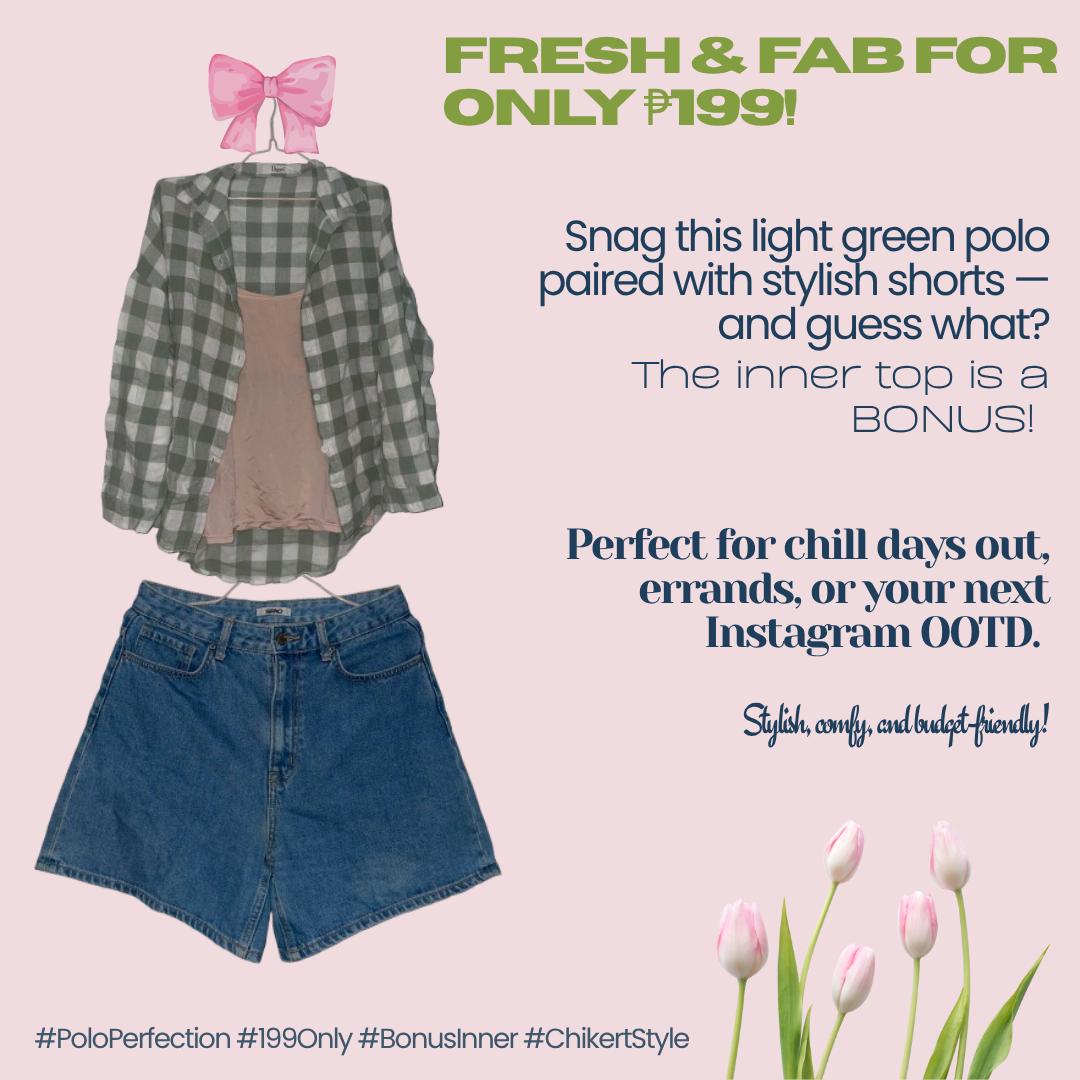 FRESH & FAB FOR
ONLY ₱199!
Snag this light green polo
paired with stylish shorts —
and guess what?
The inner top is a
BONUS!
Perfect for chill days out,
errands, or your next
Instagram OOTD.
Stylish, comfy, and budget-friendly!
#PoloPerfection #199Only #BonusInner #ChikertStyle